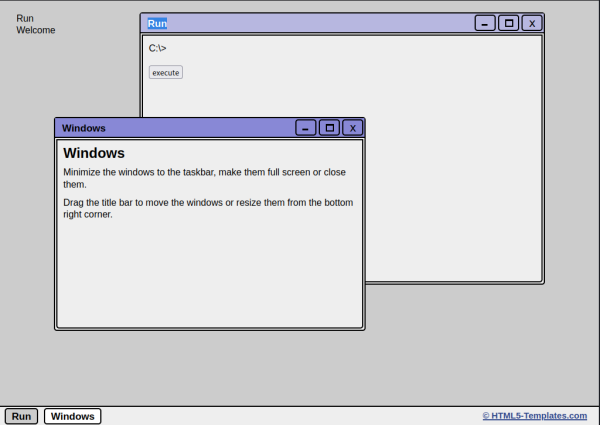 Run
Welcome
Run
X
C:\>
execute
Windows
X
Windows
Minimize the windows to the taskbar, make them full screen or close
them.
Drag the title bar to move the windows or resize them from the bottom
right corner.
Run
Windows
© HTML5-Templates.com